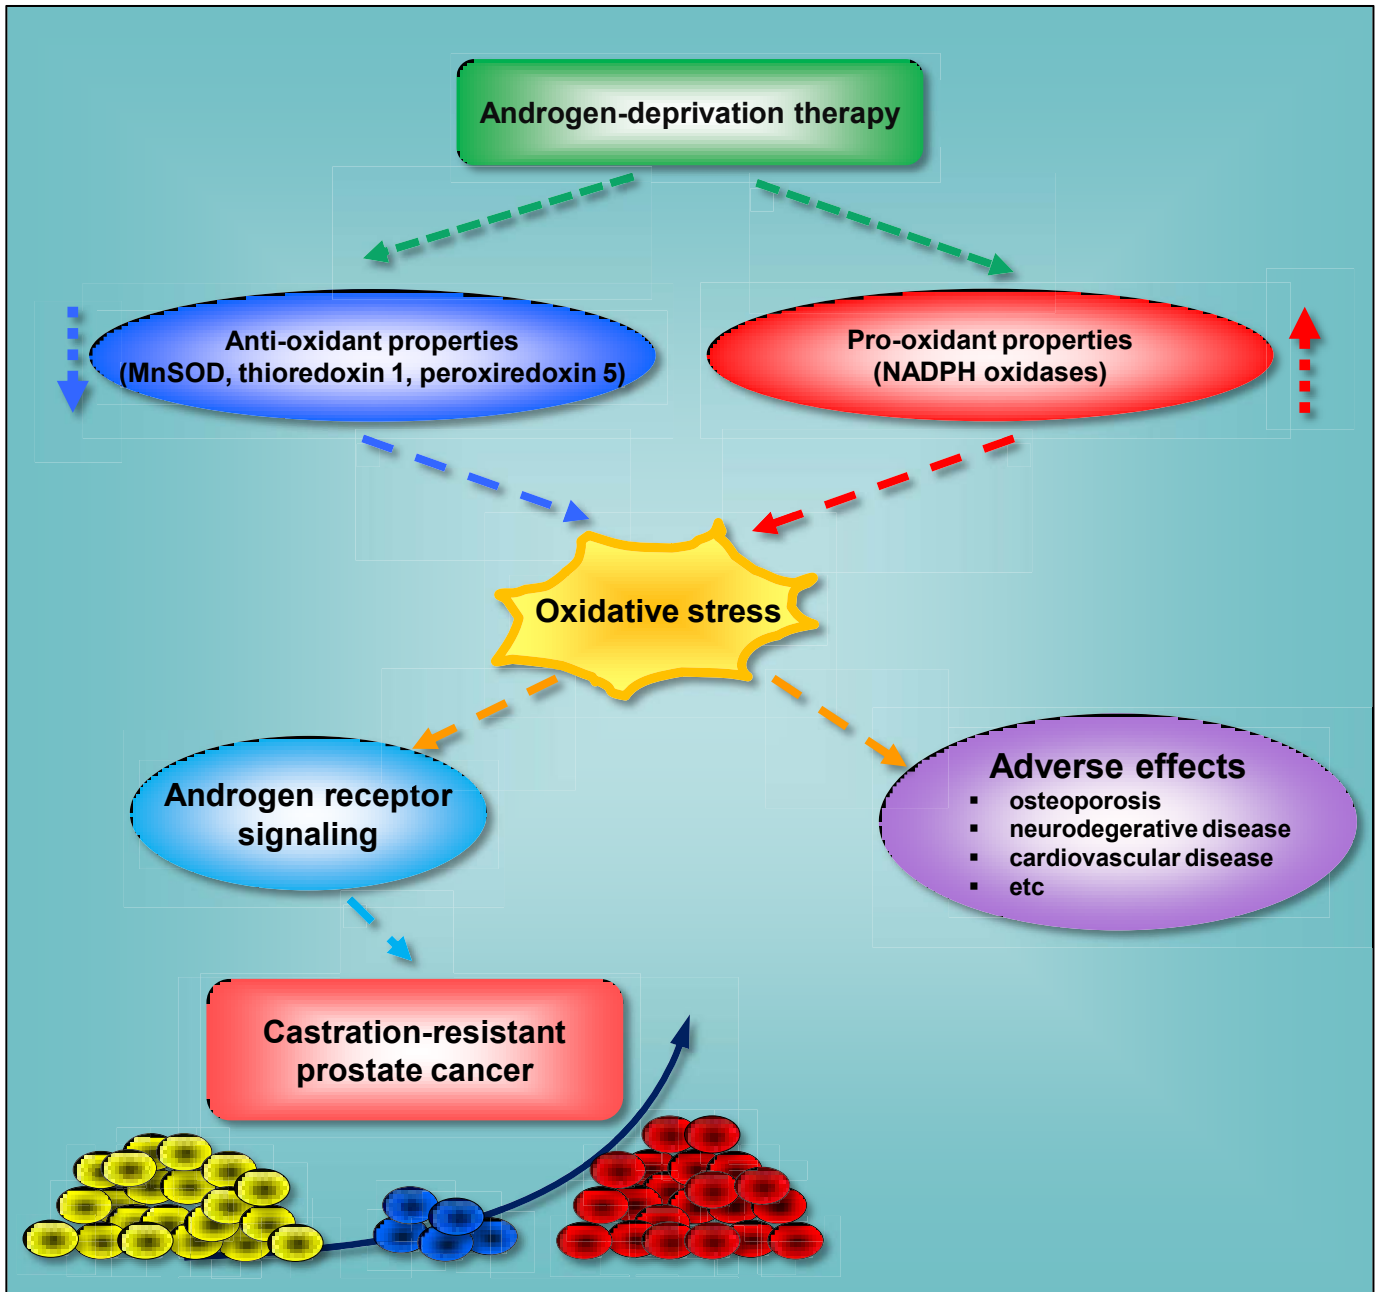 Androgen-deprivation therapy
Anti-oxidant properties
(MnSOD, thioredoxin 1, peroxiredoxin 5)
Pro-oxidant properties
(NADPH oxidases)
Oxidative stress
Androgen receptor
signaling
Adverse effects
▪ osteoporosis
▪ neurodegerative disease
▪ cardiovascular disease
▪ etc
Castration-resistant
prostate cancer